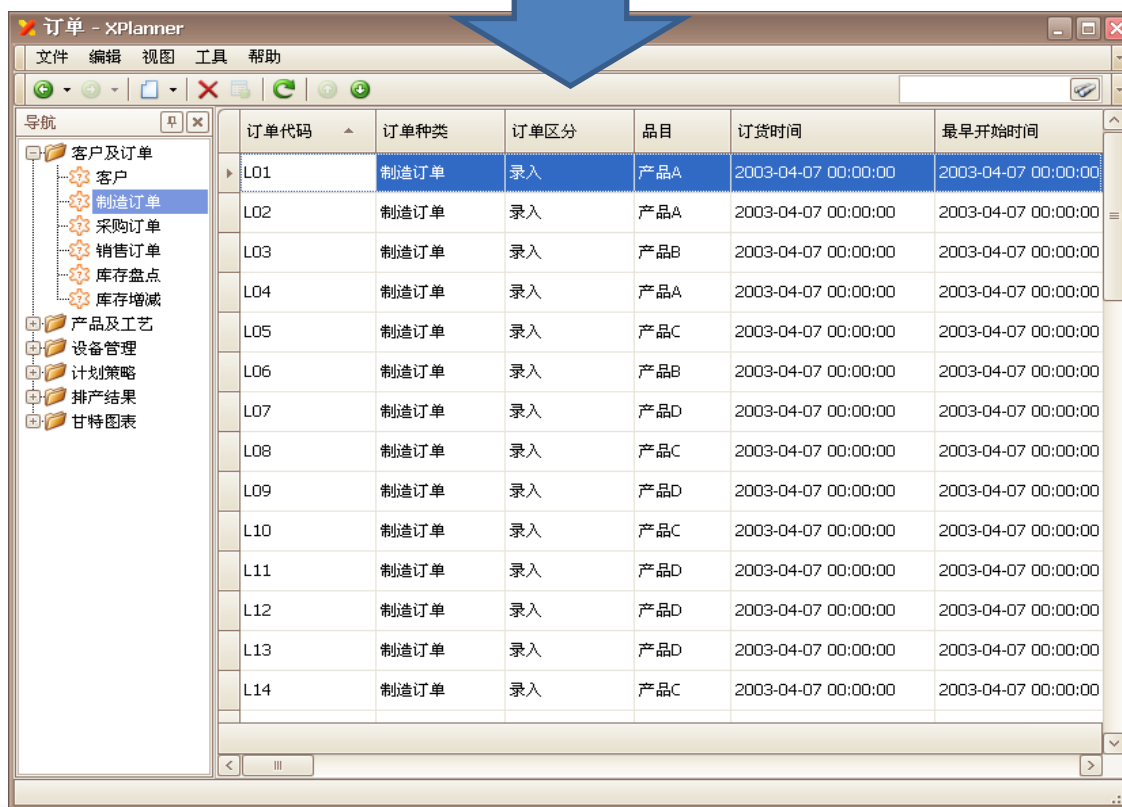 订单 - XPlanner
文件 编辑 视图 工具 帮助
导航
客户及订单
客户
制造订单
采购订单
销售订单
库存盘点
库存增减
产品及工艺
设备管理
计划策略
排产结果
甘特图表
订单代码 订单种类 订单区分 品目 订货时间 最早开始时间
L01 制造订单 录入 产品A 2003-04-07 00:00:00 2003-04-07 00:00:00
L02 制造订单 录入 产品A 2003-04-07 00:00:00 2003-04-07 00:00:00
L03 制造订单 录入 产品B 2003-04-07 00:00:00 2003-04-07 00:00:00
L04 制造订单 录入 产品A 2003-04-07 00:00:00 2003-04-07 00:00:00
L05 制造订单 录入 产品C 2003-04-07 00:00:00 2003-04-07 00:00:00
L06 制造订单 录入 产品B 2003-04-07 00:00:00 2003-04-07 00:00:00
L07 制造订单 录入 产品D 2003-04-07 00:00:00 2003-04-07 00:00:00
L08 制造订单 录入 产品C 2003-04-07 00:00:00 2003-04-07 00:00:00
L09 制造订单 录入 产品D 2003-04-07 00:00:00 2003-04-07 00:00:00
L10 制造订单 录入 产品C 2003-04-07 00:00:00 2003-04-07 00:00:00
L11 制造订单 录入 产品D 2003-04-07 00:00:00 2003-04-07 00:00:00
L12 制造订单 录入 产品D 2003-04-07 00:00:00 2003-04-07 00:00:00
L13 制造订单 录入 产品D 2003-04-07 00:00:00 2003-04-07 00:00:00
L14 制造订单 录入 产品C 2003-04-07 00:00:00 2003-04-07 00:00:00